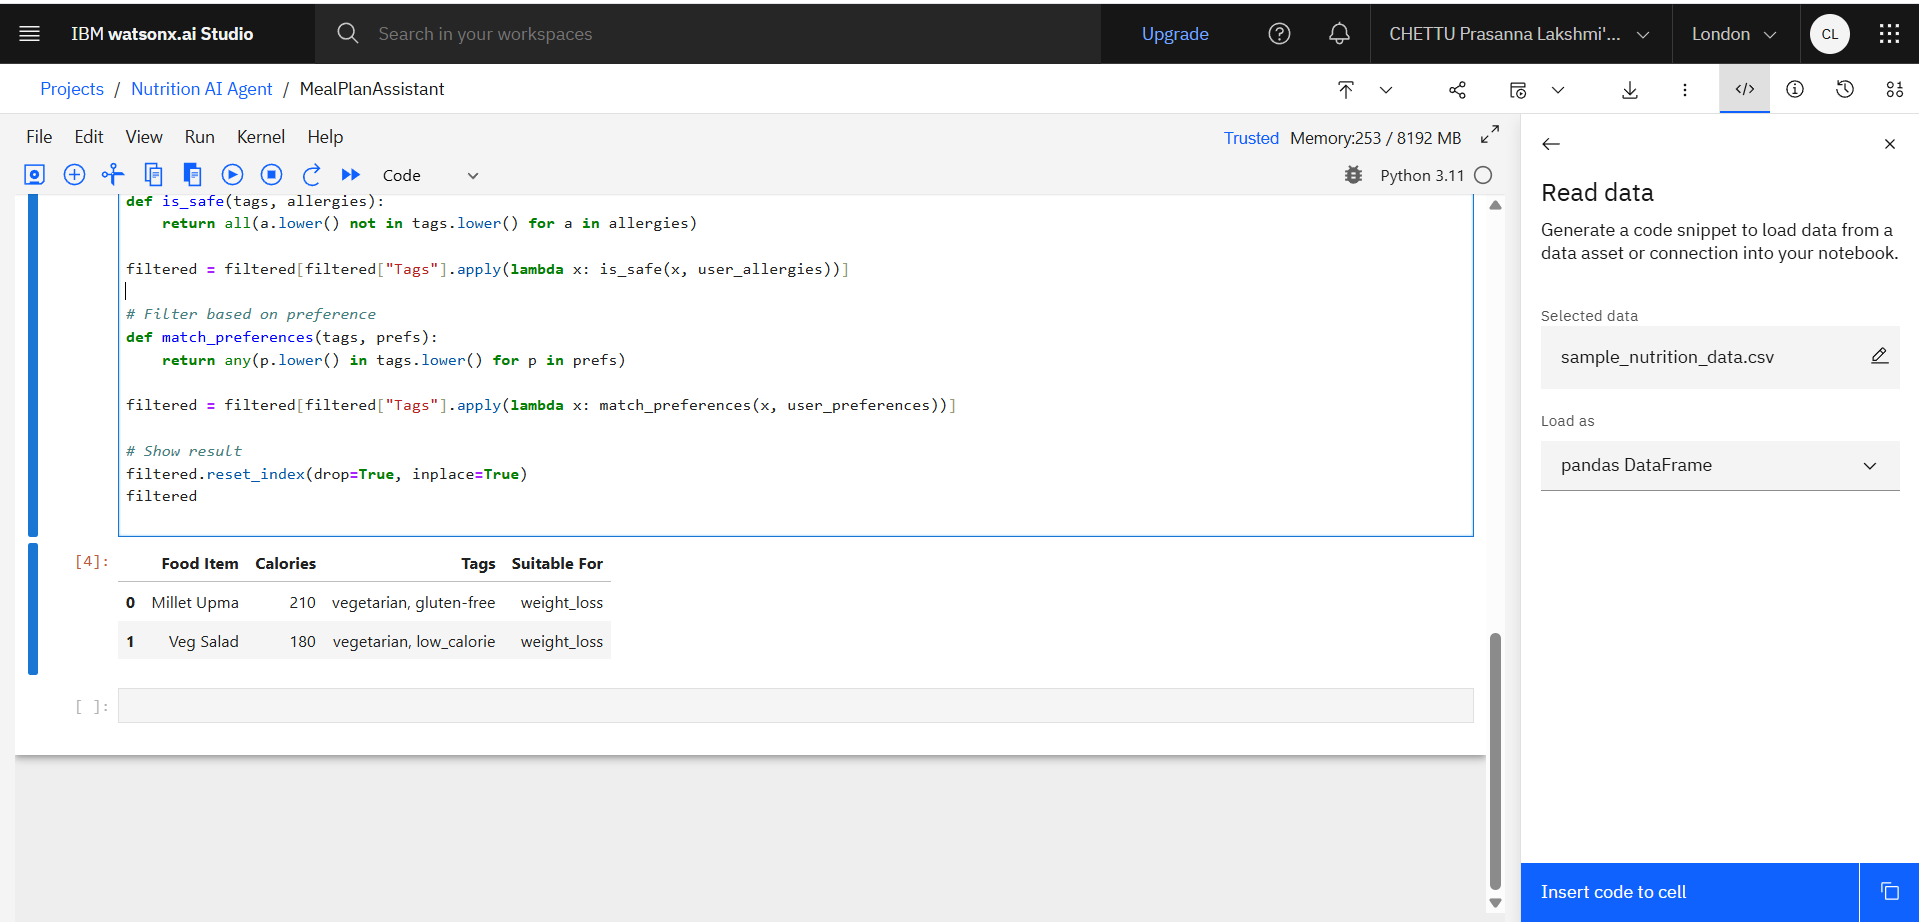 IBM watsonx.ai Studio
Search in your workspaces
Upgrade
CHETTU Prasanna Lakshmi'...
London
CL
Projects / Nutrition AI Agent / MealPlanAssistant
File Edit View Run Kernel Help
Trusted Memory:253 / 8192 MB
Code
Python 3.11
def is_safe(tags, allergies):
    return all(a.lower() not in tags.lower() for a in allergies)
filtered = filtered[filtered["Tags"].apply(lambda x: is_safe(x, user_allergies))]
# Filter based on preference
def match_preferences(tags, prefs):
    return any(p.lower() in tags.lower() for p in prefs)
filtered = filtered[filtered["Tags"].apply(lambda x: match_preferences(x, user_preferences))]
# Show result
filtered.reset_index(drop=True, inplace=True)
filtered
[4]:
Food Item Calories Tags Suitable For
0 Millet Upma 210 vegetarian, gluten-free weight_loss
1 Veg Salad 180 vegetarian, low_calorie weight_loss
[ ]:
Read data
Generate a code snippet to load data from a
data asset or connection into your notebook.
Selected data
sample_nutrition_data.csv
Load as
pandas DataFrame
Insert code to cell